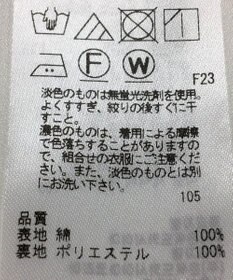 F W F23
淡色のものは無蛍光洗剤を使用。
よくすすぎ、絞りの後すぐに干
すこと。
濃色のものは、着用による摩擦
で色落ちすることがありますの
で、組合せの衣服にご注意くだ
さい。また、淡色のものとは別
にお洗い下さい。
105
品質
表地 綿 100%
裏地 ポリエステル 100%